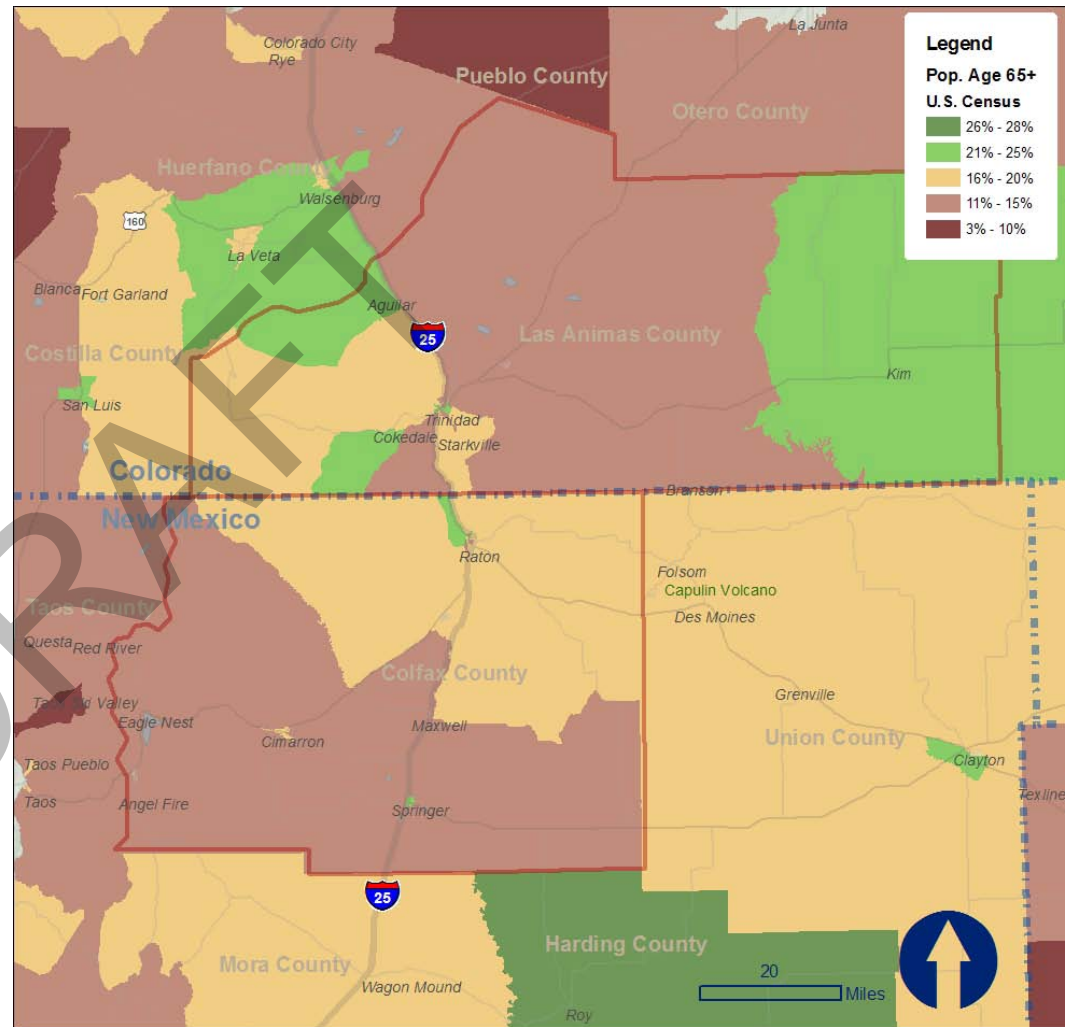 Colorado City
Rye
La Junta
Pueblo County
Otero County
Legend
Pop. Age 65+
U.S. Census
26% - 28%
21% - 25%
16% - 20%
11% - 15%
3% - 10%
Huerfano County
Walsenburg
160
La Veta
Blanca
Fort Garland
Aguilar
25
Las Animas County
Costilla County
Kim
San Luis
Trinidad
Cokedale
Starkville
Colorado
New Mexico
Branson
Raton
Folsom
Capulin Volcano
Des Moines
Taos County
Questa
Red River
Colfax County
Taos Ski Valley
Eagle Nest
Cimarron
Maxwell
Grenville
Union County
Clayton
Taos Pueblo
Taos
Angel Fire
Springer
Texline
25
Harding County
Mora County
Wagon Mound
Roy
20
Miles
DRAFT